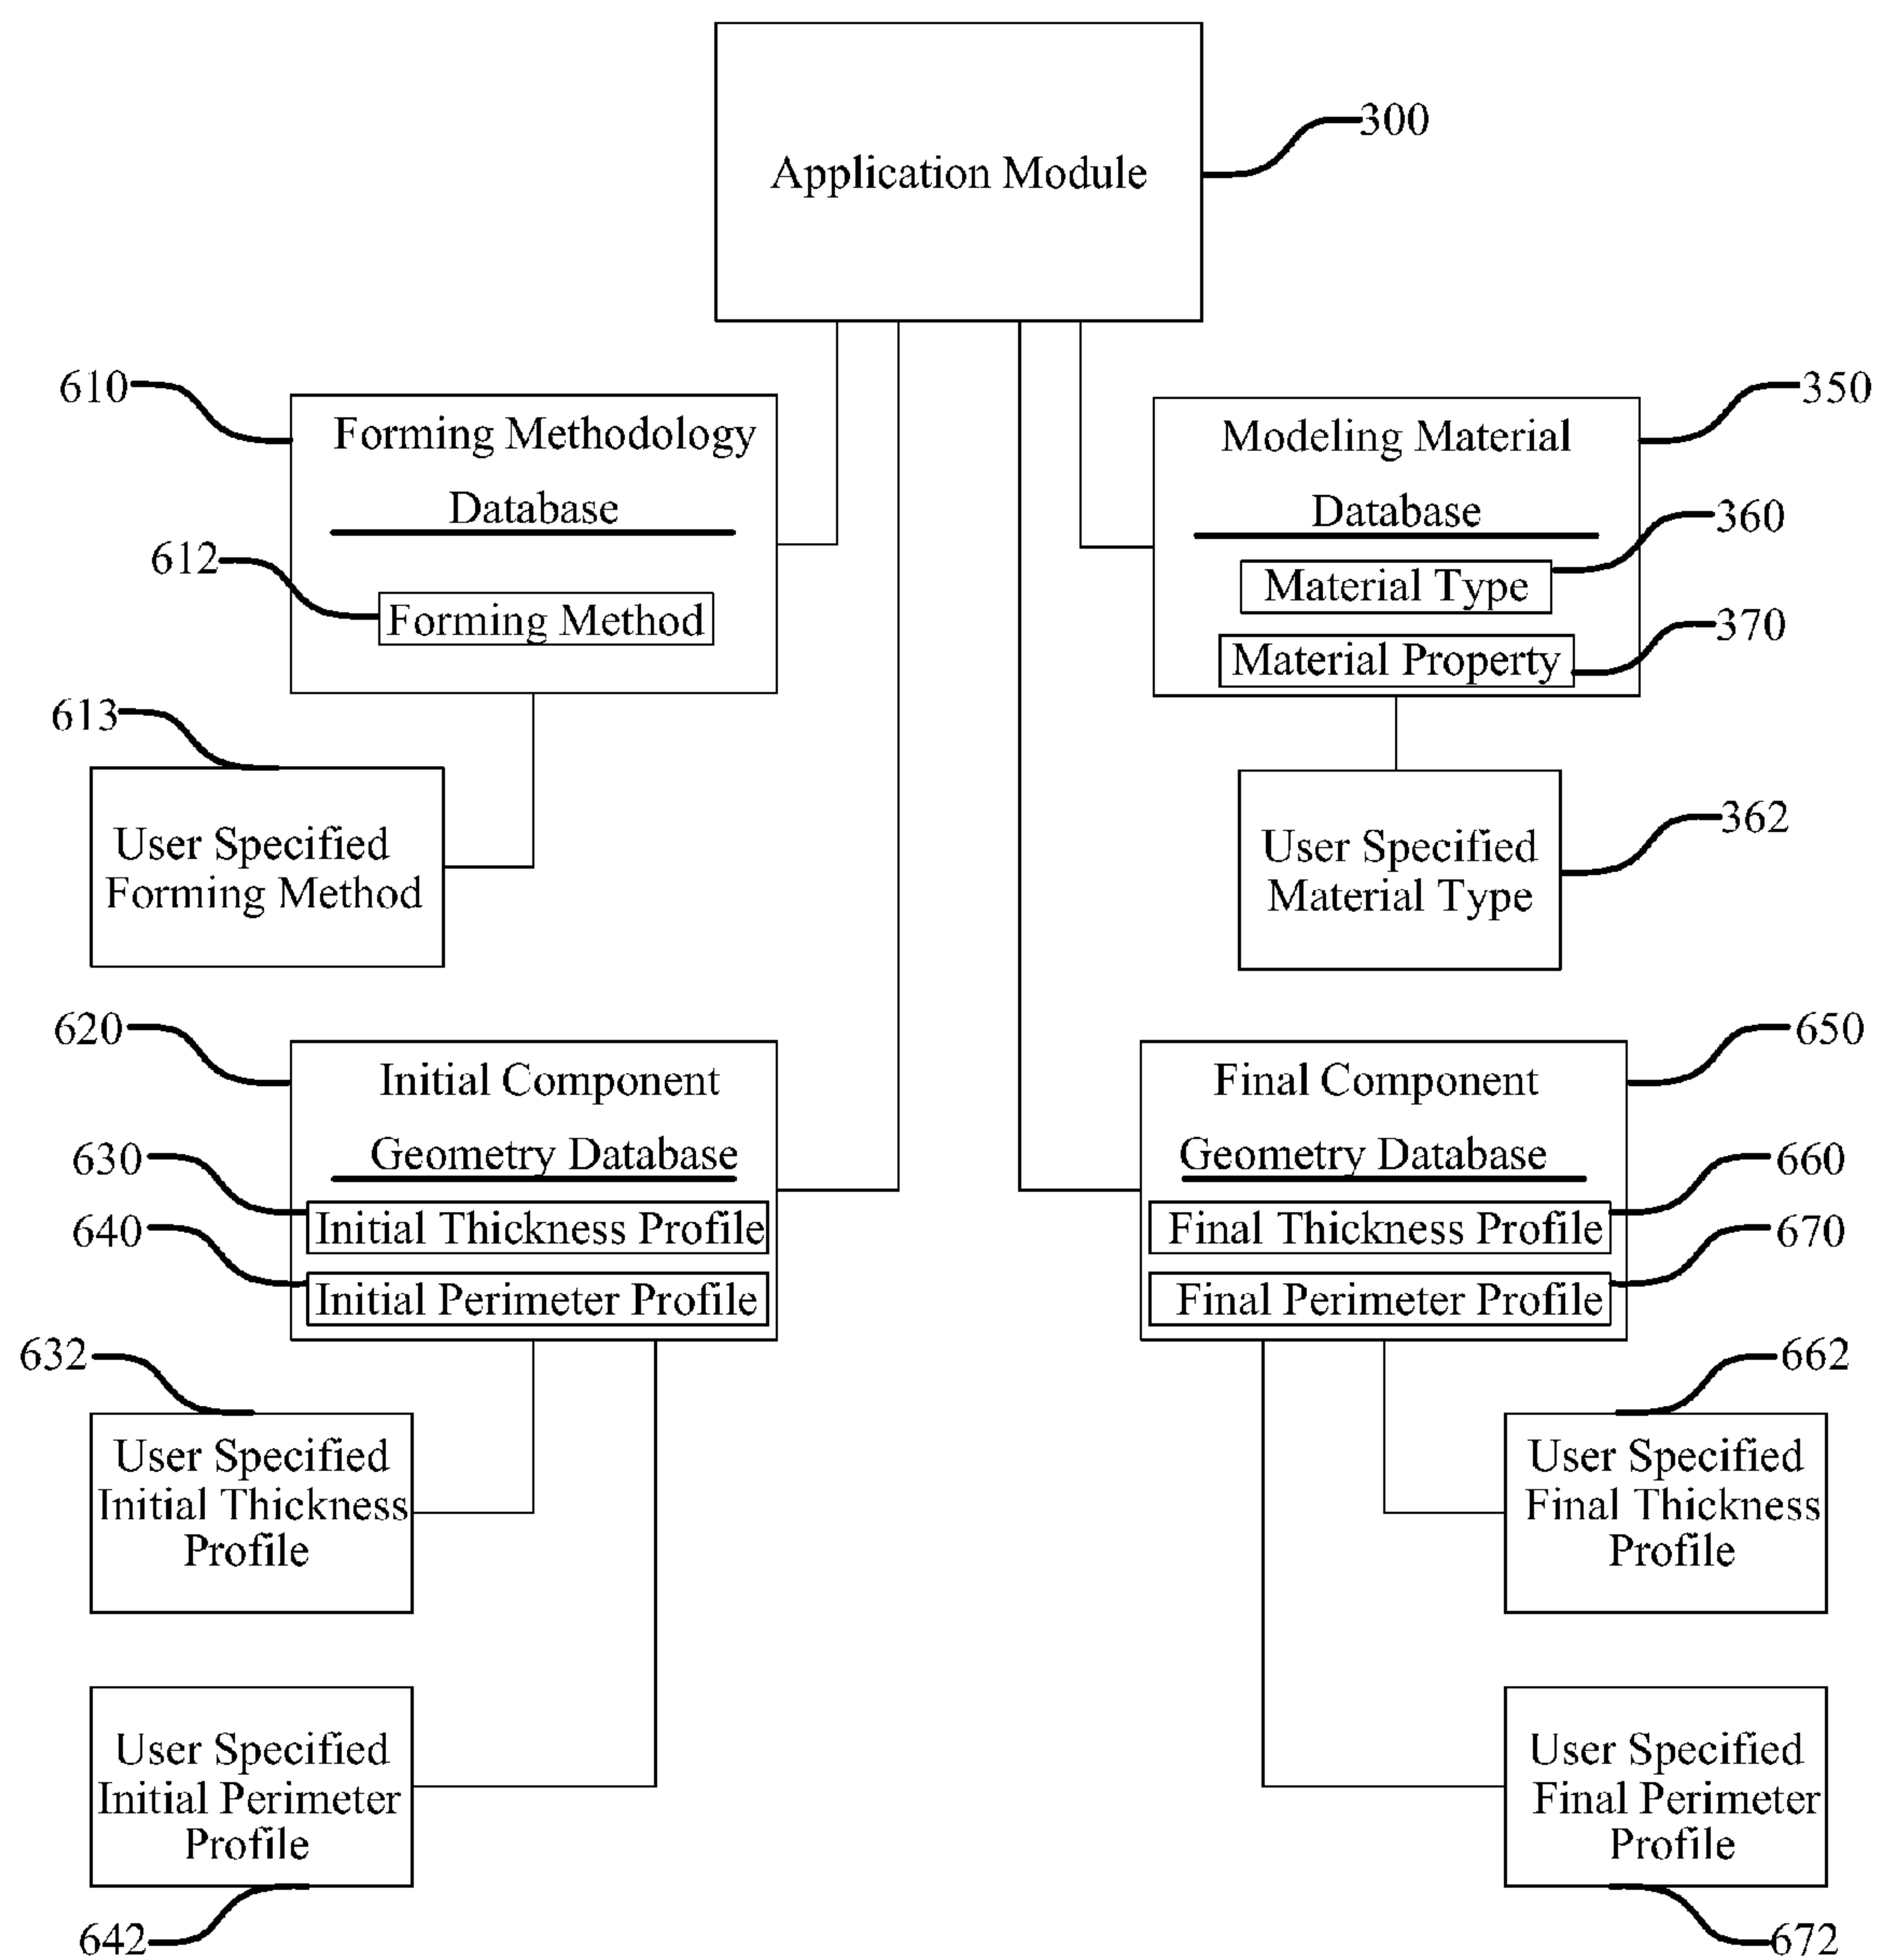 Application Module
300
610
Forming Methodology
Database
612
Forming Method
350
Modeling Material
Database
360
Material Type
370
Material Property
613
User Specified
Forming Method
362
User Specified
Material Type
620
Initial Component
Geometry Database
630
Initial Thickness Profile
640
Initial Perimeter Profile
650
Final Component
Geometry Database
660
Final Thickness Profile
670
Final Perimeter Profile
632
User Specified
Initial Thickness
Profile
662
User Specified
Final Thickness
Profile
User Specified
Initial Perimeter
Profile
642
User Specified
Final Perimeter
Profile
672